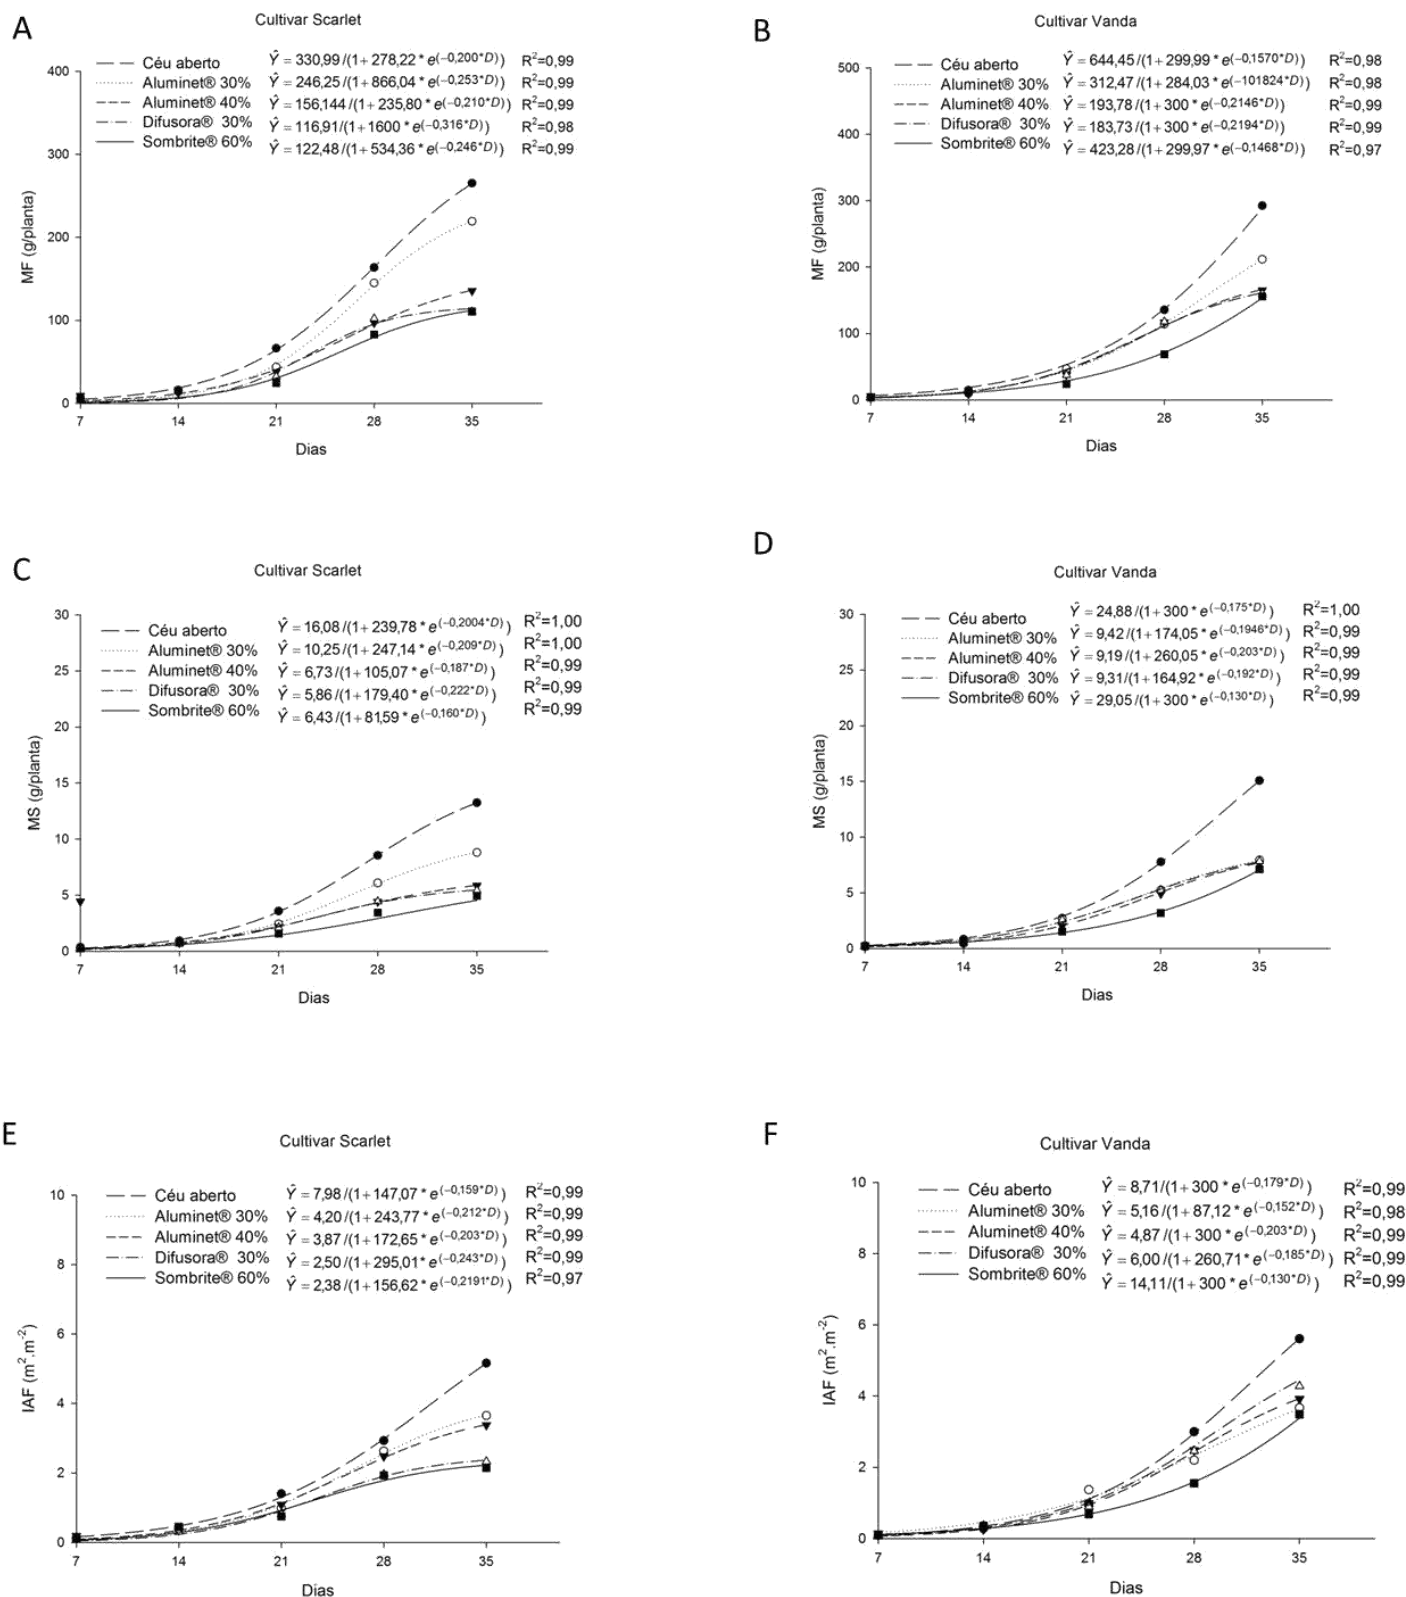 A
Cultivar Scarlet
Céu aberto Ŷ = 330,99/(1+278,22*e^(−0,200*D)) R²=0,99
Aluminet® 30% Ŷ = 246,25/(1+866,04*e^(−0,253*D)) R²=0,99
Aluminet® 40% Ŷ = 156,144/(1+235,80*e^(−0,210*D)) R²=0,99
Difusora® 30% Ŷ = 116,91/(1+1600*e^(−0,316*D)) R²=0,98
Sombrite® 60% Ŷ = 122,48/(1+534,36*e^(−0,246*D)) R²=0,99
MF (g/planta)
400
300
200
100
0
7 14 21 28 35
Dias
B
Cultivar Vanda
Céu aberto Ŷ = 644,45/(1+299,99*e^(−0,1570*D)) R²=0,98
Aluminet® 30% Ŷ = 312,47/(1+284,03*e^(−101824*D)) R²=0,98
Aluminet® 40% Ŷ = 193,78/(1+300*e^(−0,2146*D)) R²=0,99
Difusora® 30% Ŷ = 183,73/(1+300*e^(−0,2194*D)) R²=0,99
Sombrite® 60% Ŷ = 423,28/(1+299,97*e^(−0,1468*D)) R²=0,97
MF (g/planta)
500
400
300
200
100
0
7 14 21 28 35
Dias
C
Cultivar Scarlet
Céu aberto Ŷ = 16,08/(1+239,78*e^(−0,2004*D)) R²=1,00
Aluminet® 30% Ŷ = 10,25/(1+247,14*e^(−0,209*D)) R²=1,00
Aluminet® 40% Ŷ = 6,73/(1+105,07*e^(−0,187*D)) R²=0,99
Difusora® 30% Ŷ = 5,86/(1+179,40*e^(−0,222*D)) R²=0,99
Sombrite® 60% Ŷ = 6,43/(1+81,59*e^(−0,160*D)) R²=0,99
MS (g/planta)
30
25
20
15
10
5
0
7 14 21 28 35
Dias
D
Cultivar Vanda
Céu aberto Ŷ = 24,88/(1+300*e^(−0,175*D)) R²=1,00
Aluminet® 30% Ŷ = 9,42/(1+174,05*e^(−0,1946*D)) R²=0,99
Aluminet® 40% Ŷ = 9,19/(1+260,05*e^(−0,203*D)) R²=0,99
Difusora® 30% Ŷ = 9,31/(1+164,92*e^(−0,192*D)) R²=0,99
Sombrite® 60% Ŷ = 29,05/(1+300*e^(−0,130*D)) R²=0,99
MS (g/planta)
30
25
20
15
10
5
0
7 14 21 28 35
Dias
E
Cultivar Scarlet
Céu aberto Ŷ = 7,98/(1+147,07*e^(−0,159*D)) R²=0,99
Aluminet® 30% Ŷ = 4,20/(1+243,77*e^(−0,212*D)) R²=0,99
Aluminet® 40% Ŷ = 3,87/(1+172,65*e^(−0,203*D)) R²=0,99
Difusora® 30% Ŷ = 2,50/(1+295,01*e^(−0,243*D)) R²=0,99
Sombrite® 60% Ŷ = 2,38/(1+156,62*e^(−0,2191*D)) R²=0,97
IAF (m².m⁻²)
10
8
6
4
2
0
7 14 21 28 35
Dias
F
Cultivar Vanda
Céu aberto Ŷ = 8,71/(1+300*e^(−0,179*D)) R²=0,99
Aluminet® 30% Ŷ = 5,16/(1+87,12*e^(−0,152*D)) R²=0,98
Aluminet® 40% Ŷ = 4,87/(1+300*e^(−0,203*D)) R²=0,99
Difusora® 30% Ŷ = 6,00/(1+260,71*e^(−0,185*D)) R²=0,99
Sombrite® 60% Ŷ = 14,11/(1+300*e^(−0,130*D)) R²=0,99
IAF (m².m⁻²)
10
8
6
4
2
0
7 14 21 28 35
Dias